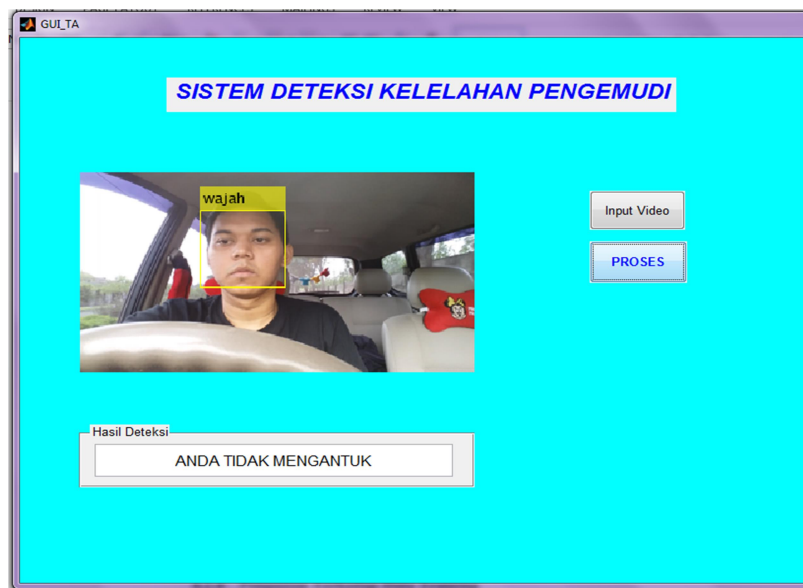 GUI_TA
SISTEM DETEKSI KELELAHAN PENGEMUDI
wajah
Input Video
PROSES
Hasil Deteksi
ANDA TIDAK MENGANTUK